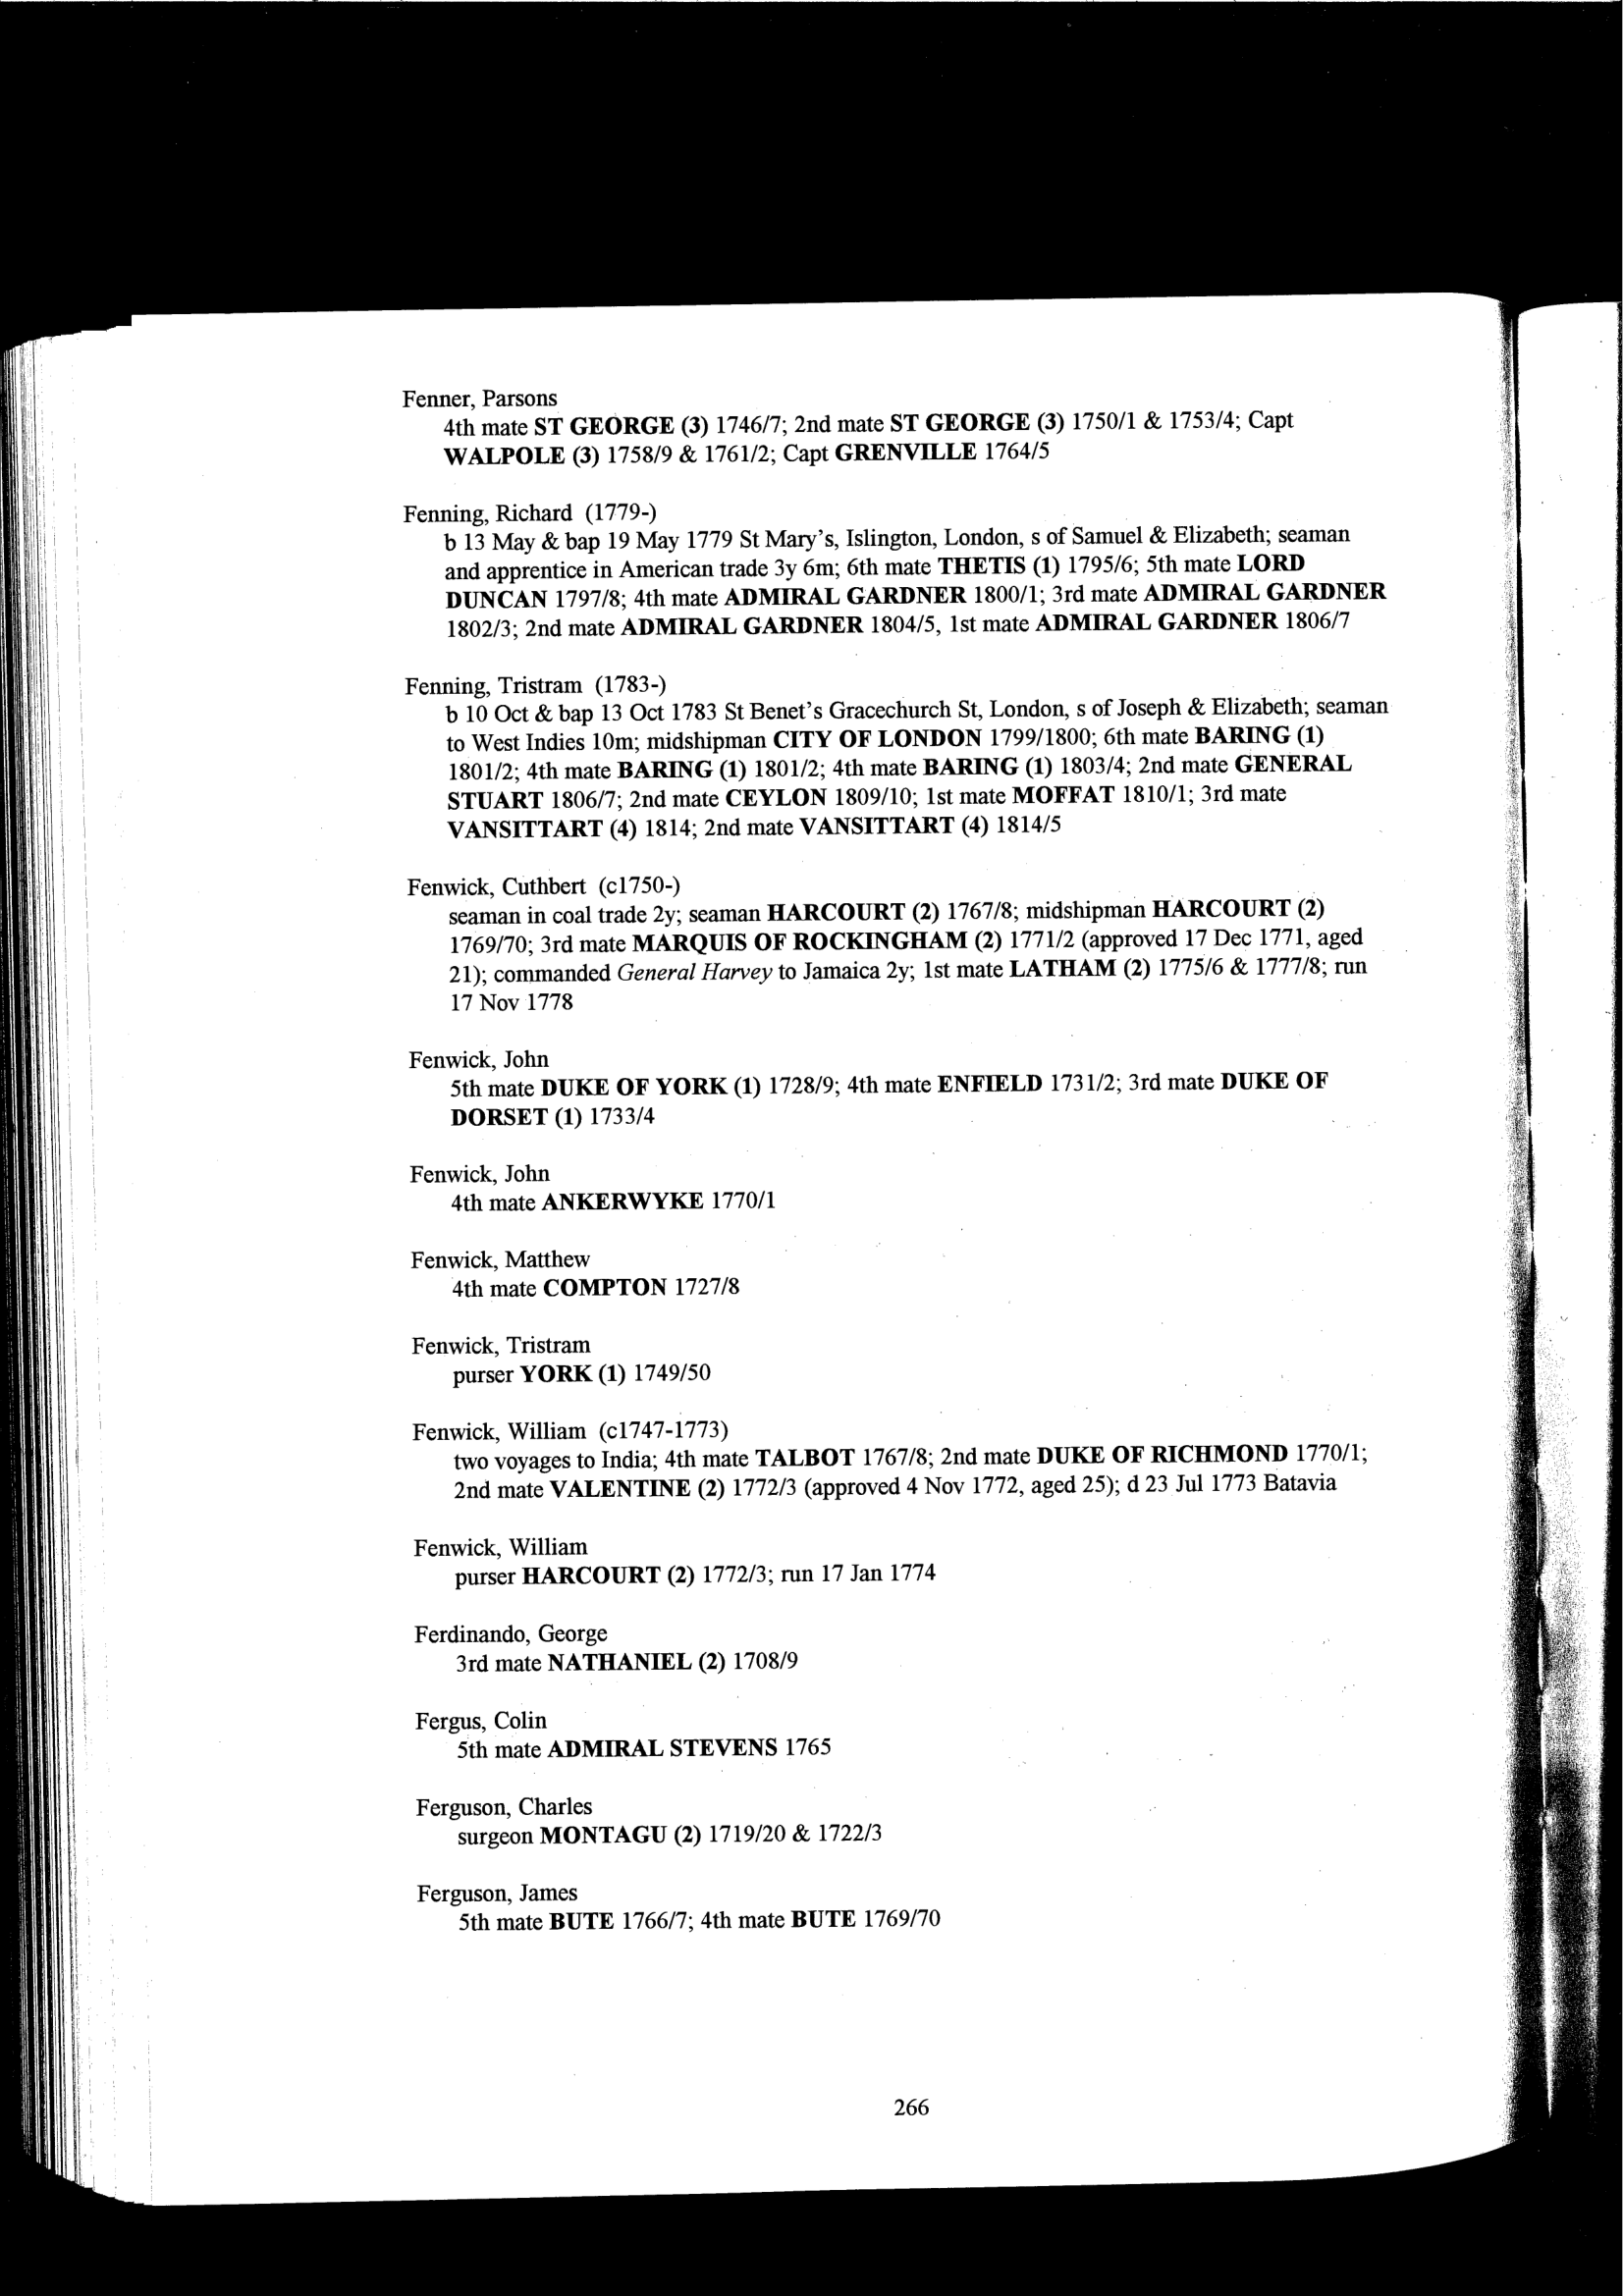 Fenner, Parsons
4th mate ST GEORGE (3) 1746/7; 2nd mate ST GEORGE (3) 1750/1 & 1753/4; Capt
WALPOLE (3) 1758/9 & 1761/2; Capt GRENVILLE 1764/5
Fenning, Richard (1779-)
b 13 May & bap 19 May 1779 St Mary's, Islington, London, s of Samuel & Elizabeth; seaman
and apprentice in American trade 3y 6m; 6th mate THETIS (1) 1795/6; 5th mate LORD
DUNCAN 1797/8; 4th mate ADMIRAL GARDNER 1800/1; 3rd mate ADMIRAL GARDNER
1802/3; 2nd mate ADMIRAL GARDNER 1804/5, 1st mate ADMIRAL GARDNER 1806/7
Fenning, Tristram (1783-)
b 10 Oct & bap 13 Oct 1783 St Benet's Gracechurch St, London, s of Joseph & Elizabeth; seaman
to West Indies 10m; midshipman CITY OF LONDON 1799/1800; 6th mate BARING (1)
1801/2; 4th mate BARING (1) 1801/2; 4th mate BARING (1) 1803/4; 2nd mate GENERAL
STUART 1806/7; 2nd mate CEYLON 1809/10; 1st mate MOFFAT 1810/1; 3rd mate
VANSITTART (4) 1814; 2nd mate VANSITTART (4) 1814/5
Fenwick, Cuthbert (c1750-)
seaman in coal trade 2y; seaman HARCOURT (2) 1767/8; midshipman HARCOURT (2)
1769/70; 3rd mate MARQUIS OF ROCKINGHAM (2) 1771/2 (approved 17 Dec 1771, aged
21); commanded General Harvey to Jamaica 2y; 1st mate LATHAM (2) 1775/6 & 1777/8; run
17 Nov 1778
Fenwick, John
5th mate DUKE OF YORK (1) 1728/9; 4th mate ENFIELD 1731/2; 3rd mate DUKE OF
DORSET (1) 1733/4
Fenwick, John
4th mate ANKERWYKE 1770/1
Fenwick, Matthew
4th mate COMPTON 1727/8
Fenwick, Tristram
purser YORK (1) 1749/50
Fenwick, William (c1747-1773)
two voyages to India; 4th mate TALBOT 1767/8; 2nd mate DUKE OF RICHMOND 1770/1;
2nd mate VALENTINE (2) 1772/3 (approved 4 Nov 1772, aged 25); d 23 Jul 1773 Batavia
Fenwick, William
purser HARCOURT (2) 1772/3; run 17 Jan 1774
Ferdinando, George
3rd mate NATHANIEL (2) 1708/9
Fergus, Colin
5th mate ADMIRAL STEVENS 1765
Ferguson, Charles
surgeon MONTAGU (2) 1719/20 & 1722/3
Ferguson, James
5th mate BUTE 1766/7; 4th mate BUTE 1769/70
266